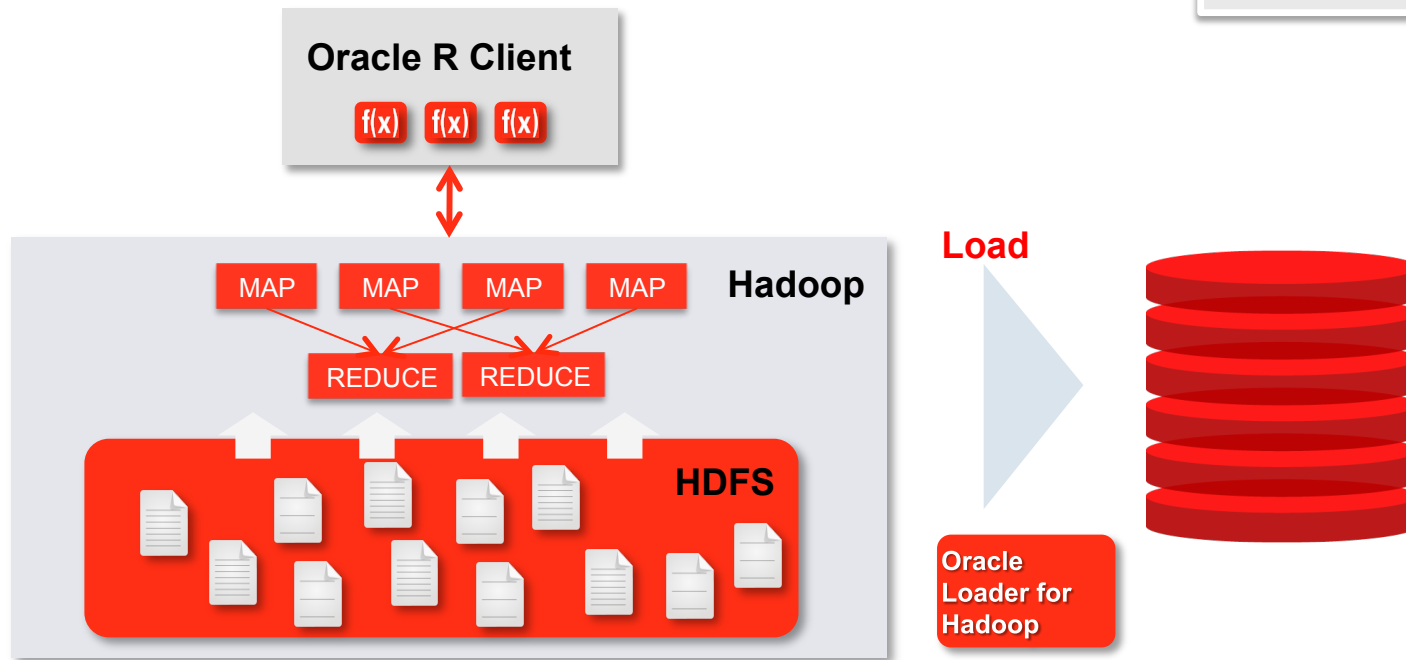 Oracle R Client
f(x) f(x) f(x)
Load
MAP MAP MAP MAP Hadoop
REDUCE REDUCE
HDFS
Oracle
Loader for
Hadoop